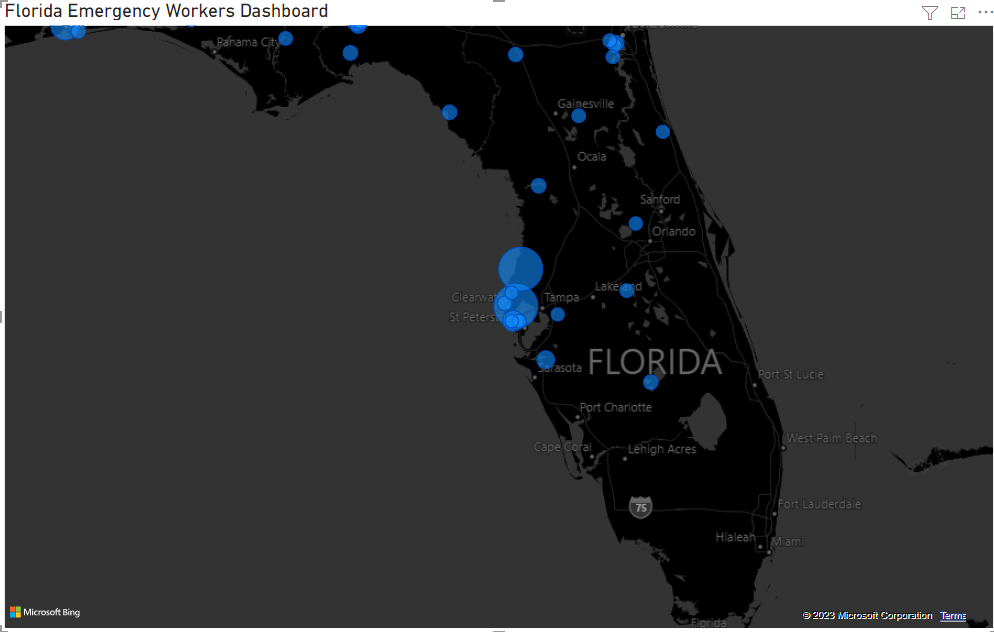 Florida Emergency Workers Dashboard
Panama City
Gainesville
Ocala
Sanford
Orlando
Clearwat
Tampa
Lakeland
St Petersb
FLORIDA
Sarasota
Port St Lucie
Port Charlotte
West Palm Beach
Cape Coral
Lehigh Acres
75
Fort Lauderdale
Hialeah
Miami
Microsoft Bing
© 2023 Microsoft Corporation Terms
Florida